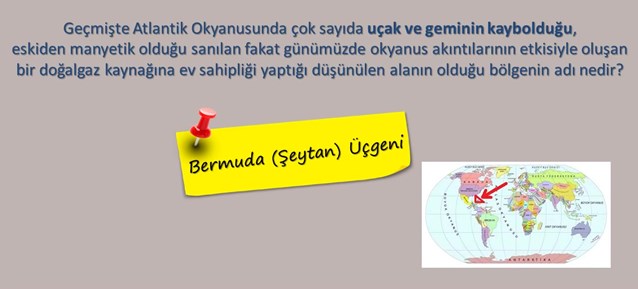 Geçmişte Atlantik Okyanusunda çok sayıda uçak ve geminin kaybolduğu,
eskiden manyetik olduğu sanılan fakat günümüzde okyanus akıntılarının etkisiyle oluşan
bir doğalgaz kaynağına ev sahipliği yaptığı düşünülen alanın olduğu bölgenin adı nedir?
Bermuda (Şeytan) Üçgeni